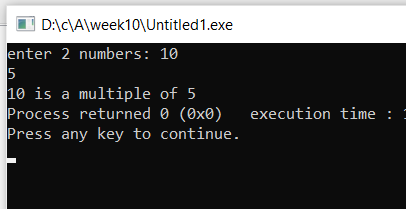 D:\c\A\week10\Untitled1.exe
enter 2 numbers: 10
5
10 is a multiple of 5
Process returned 0 (0x0)   execution time :
Press any key to continue.